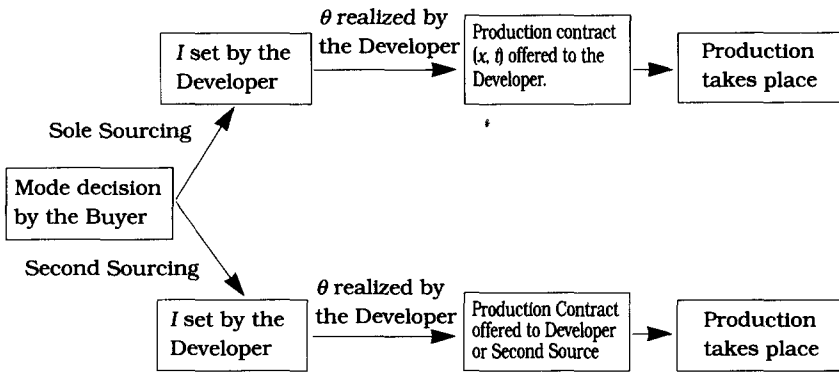 I set by the
Developer
θ realized by
the Developer
Production contract
(x, t) offered to the
Developer.
Production
takes place
Sole Sourcing
Mode decision
by the Buyer
Second Sourcing
I set by the
Developer
θ realized by
the Developer
Production Contract
offered to Developer
or Second Source
Production
takes place